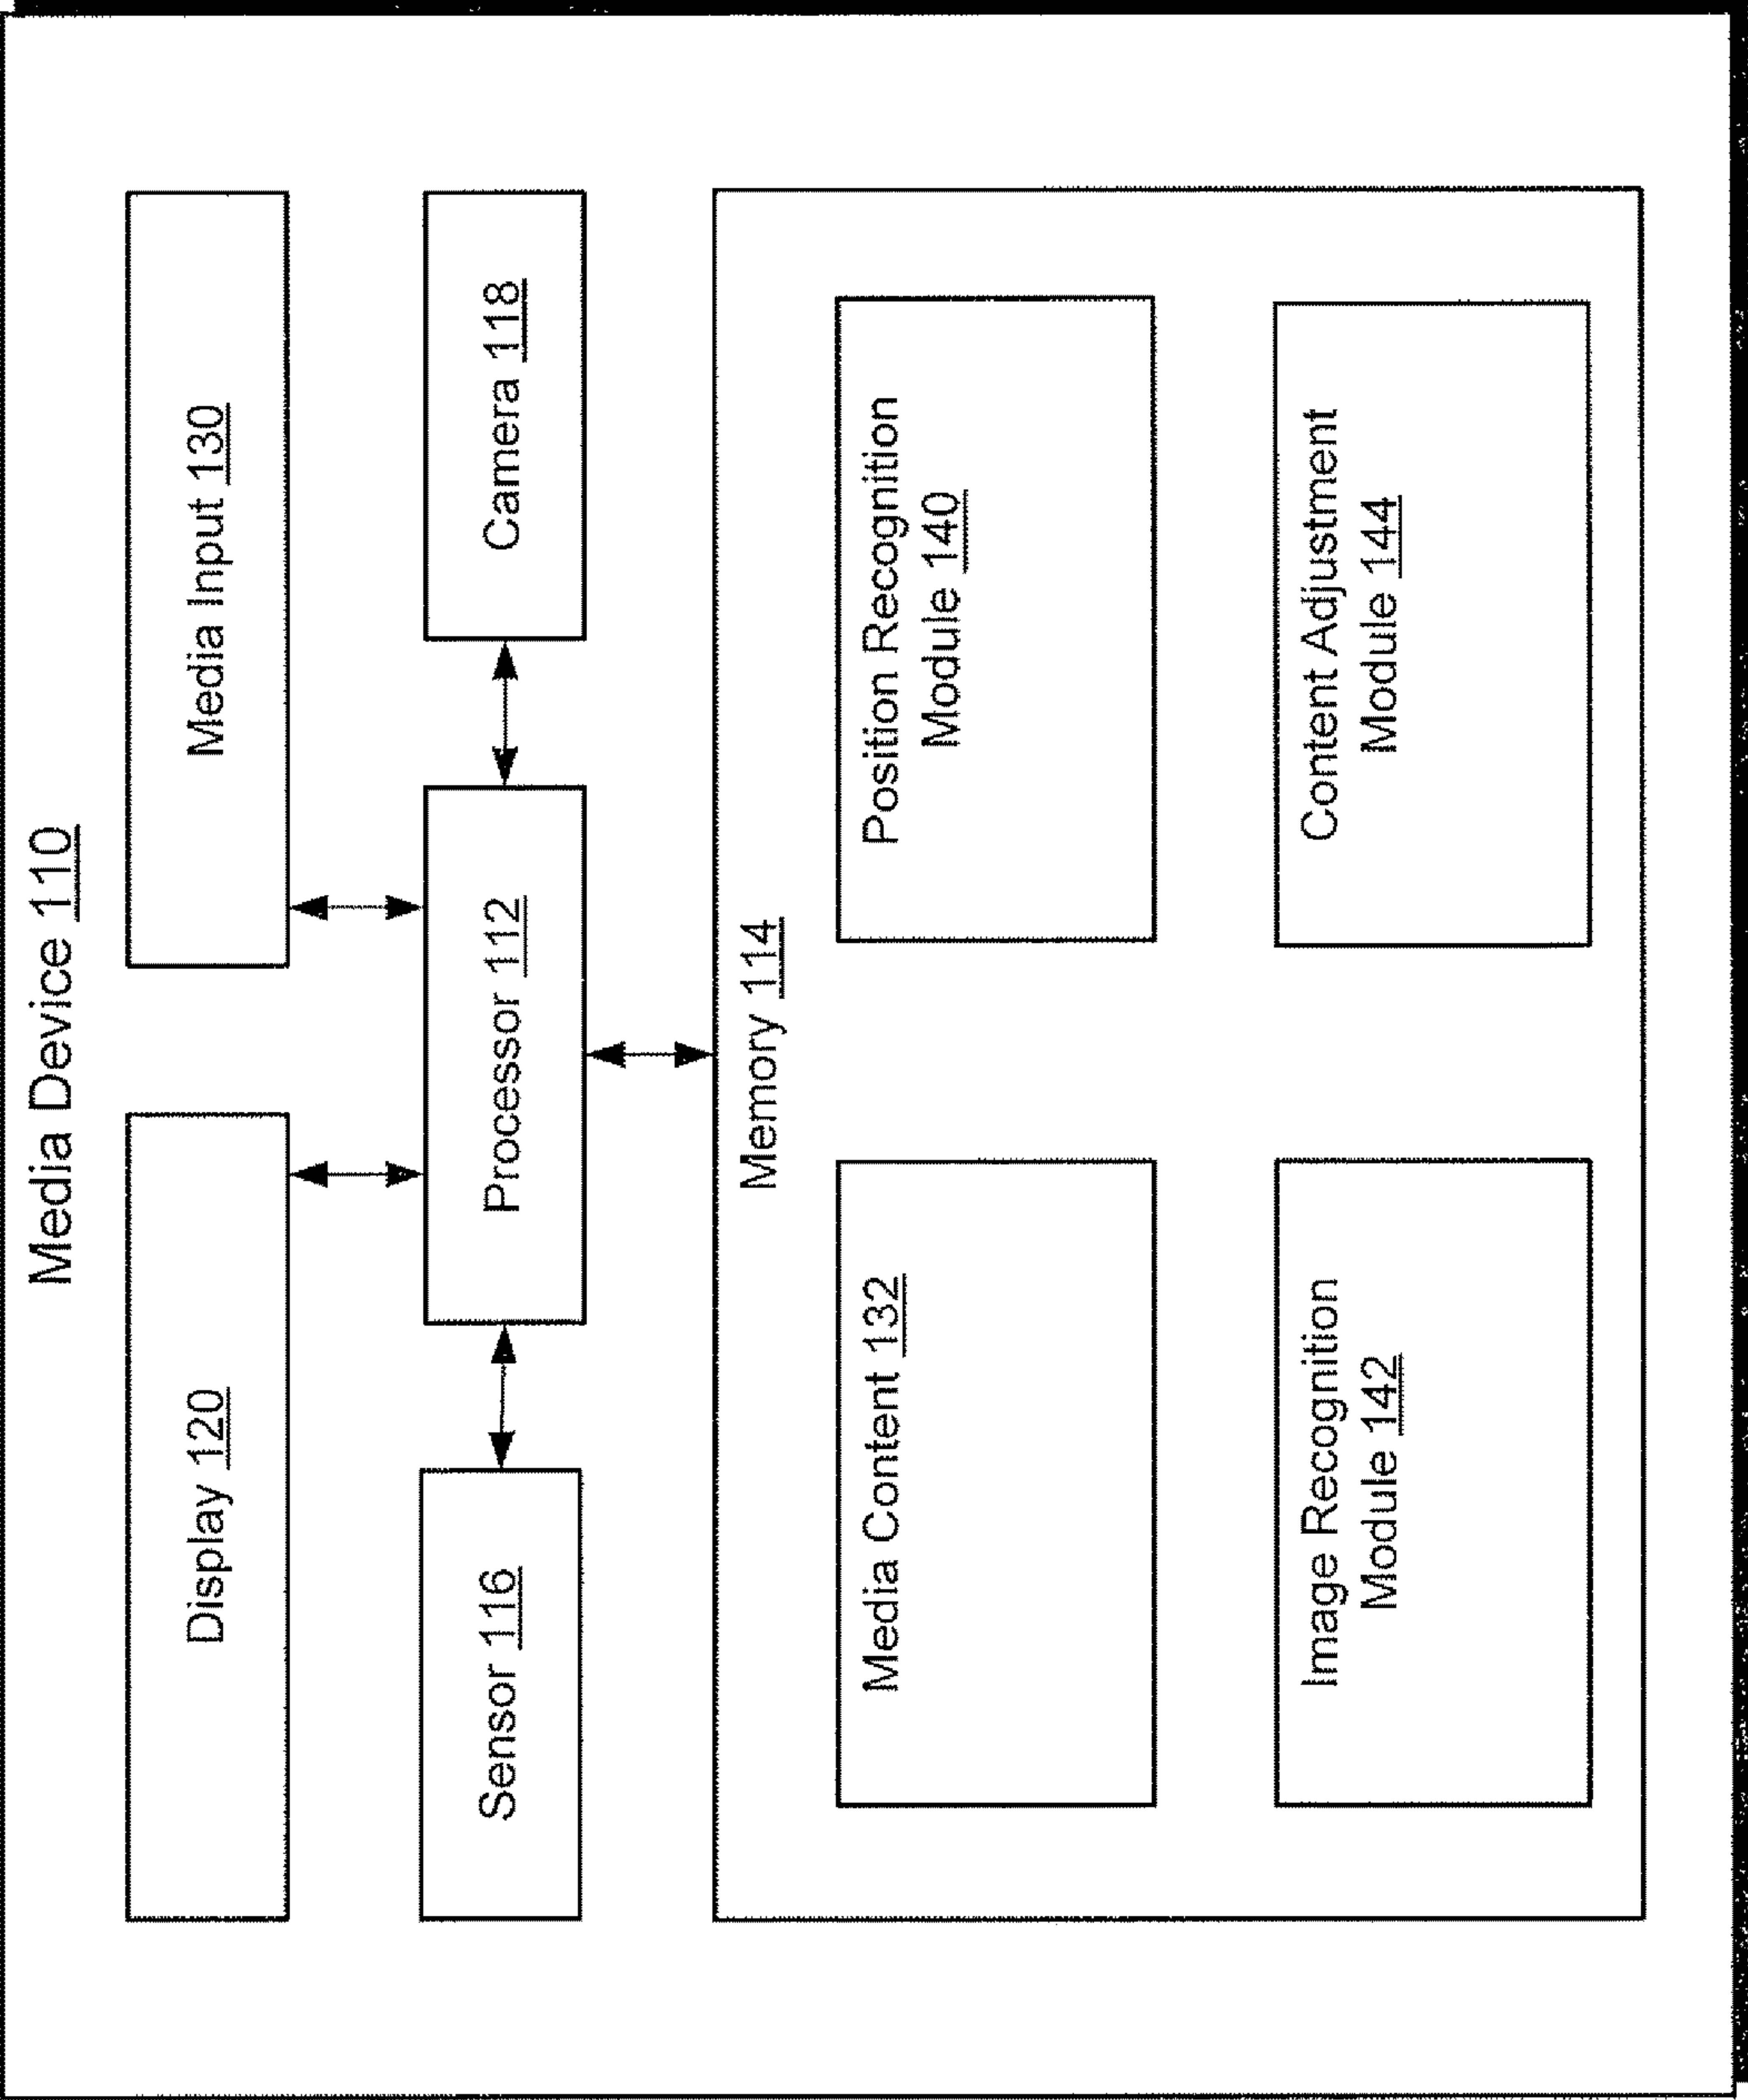 Media Device 110
Display 120
Media Input 130
Sensor 116
Processor 112
Camera 118
Memory 114
Media Content 132
Position Recognition
Module 140
Image Recognition
Module 142
Content Adjustment
Module 144